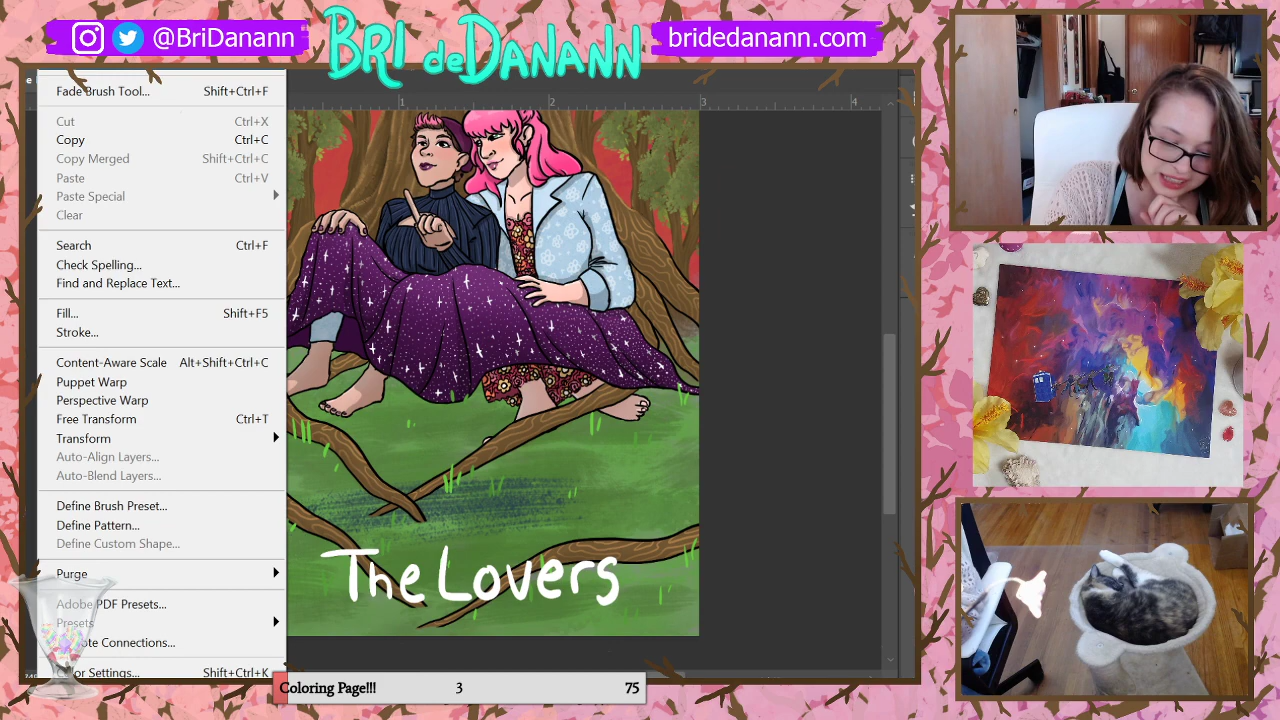 @BriDanann
BRI deDANANN
bridedanann.com
e
Fade Brush Tool... Shift+Ctrl+F
Cut Ctrl+X
Copy Ctrl+C
Copy Merged Shift+Ctrl+C
Paste Ctrl+V
Paste Special
Clear
Search Ctrl+F
Check Spelling...
Find and Replace Text...
Fill... Shift+F5
Stroke...
Content-Aware Scale Alt+Shift+Ctrl+C
Puppet Warp
Perspective Warp
Free Transform Ctrl+T
Transform
Auto-Align Layers...
Auto-Blend Layers...
Define Brush Preset...
Define Pattern...
Define Custom Shape...
Purge
Adobe PDF Presets...
Presets
Connections...
Settings... Shift+Ctrl+K
1 2 3 4
The Lovers
Coloring Page!!! 3 75